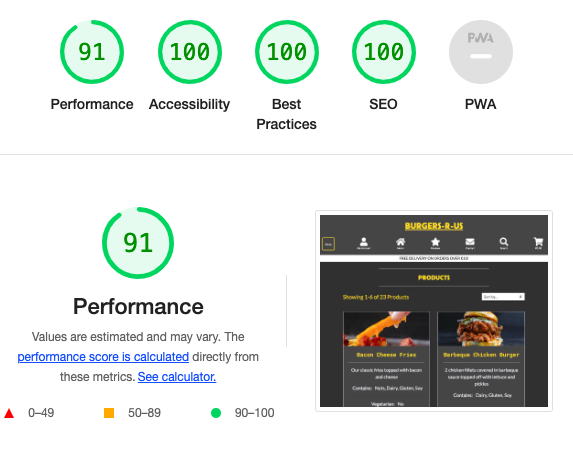 91
100
100
100
PWA
Performance
Accessibility
Best
Practices
SEO
PWA
91
Performance
Values are estimated and may vary. The
performance score is calculated directly from
these metrics. See calculator.
0–49
50–89
90–100
BURGERS-R-US
FREE DELIVERY ON ORDERS OVER
PRODUCTS
Showing 1-6 of 23 Products
Sort by...
Bacon Cheese Fries
Our classic fries topped with bacon
and cheese
Contains: Nuts, Dairy, Gluten, Soy
Vegetarian: No
Barbeque Chicken Burger
2 chicken fillets covered in barbeque
sauce topped off with lettuce and
pickles
Contains: Dairy, Gluten, Soy